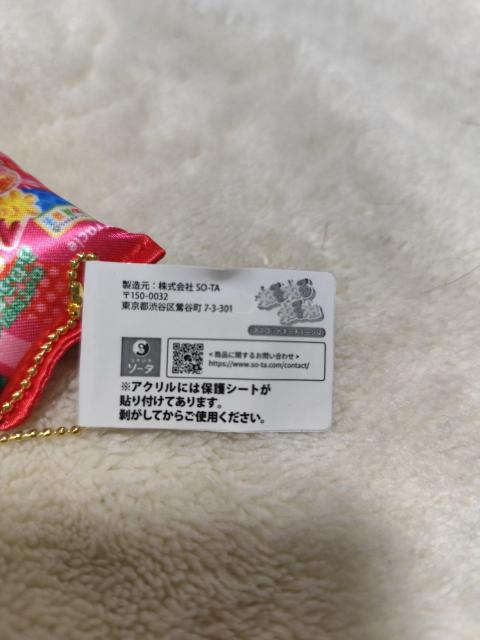 製造元：株式会社 SO-TA
〒150-0032
東京都渋谷区鶯谷町 7-3-301
ソータ
<商品に関するお問い合わせ>
https://www.so-ta.com/contact/
※アクリルには保護シートが
貼り付けてあります。
剥がしてからご使用ください。